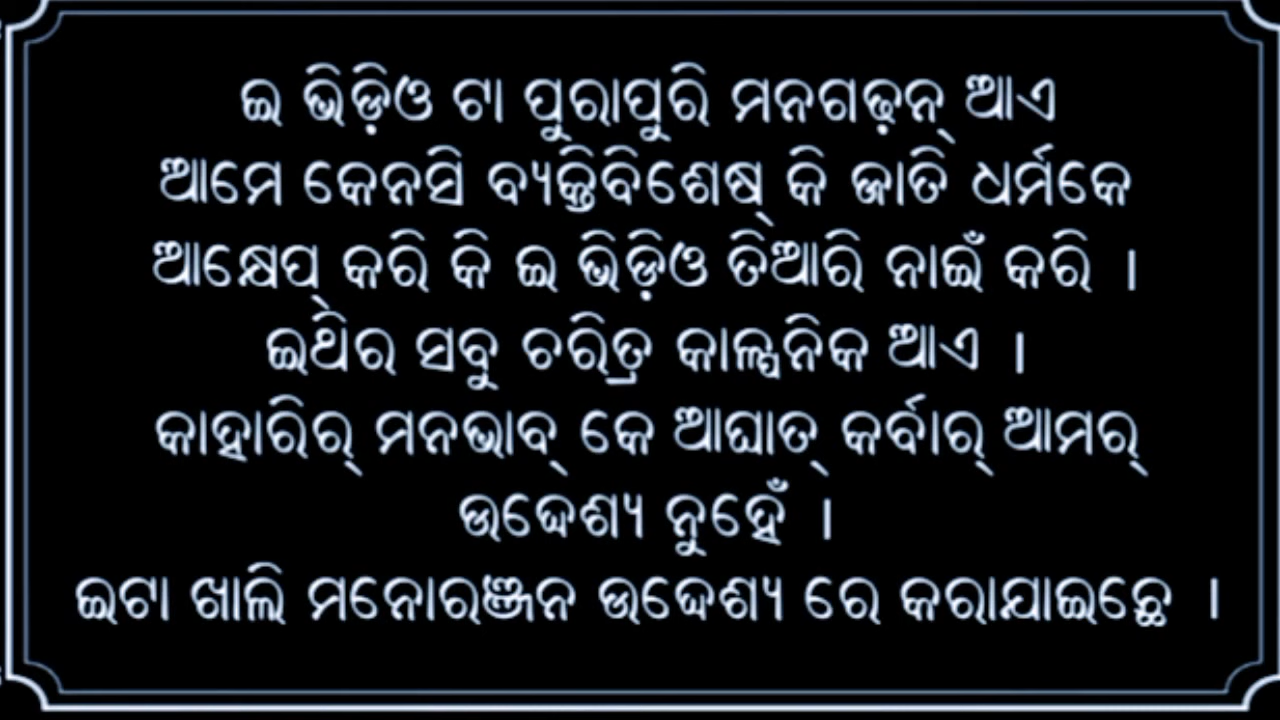 ଇ ଭିଡ଼ିଓ ଟା ପୁରାପୁରି ମନଗଢ଼ନ୍ ଆଏ
ଆମେ କେନସି ବ୍ୟକ୍ତିବିଶେଷ୍ କି ଜାତି ଧର୍ମକେ
ଆକ୍ଷେପ୍ କରି କି ଇ ଭିଡ଼ିଓ ତିଆରି ନାଇଁ କରି ।
ଇଥିର ସବୁ ଚରିତ୍ର କାଳ୍ପନିକ ଆଏ ।
କାହାରିର୍ ମନଭାବ୍ କେ ଆଘାତ୍ କର୍ବାର୍ ଆମର୍
ଉଦ୍ଦେଶ୍ୟ ନୁହେଁ ।
ଇଟା ଖାଲି ମନୋରଞ୍ଜନ ଉଦ୍ଦେଶ୍ୟ ରେ କରାଯାଇଛେ ।